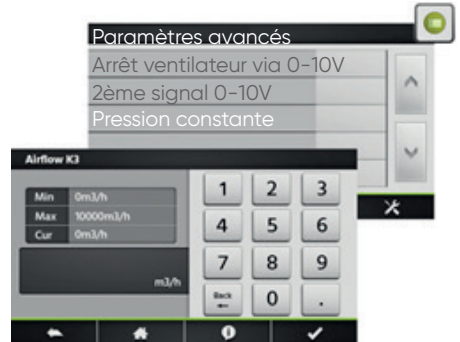 Paramètres avancés
Arrêt ventilateur via 0-10V
2ème signal 0-10V
Pression constante
Airflow K3
Min 0m3/h
Max 10000m3/h
Cur 0m3/h
m3/h
1 2 3
4 5 6
7 8 9
Back 0 .